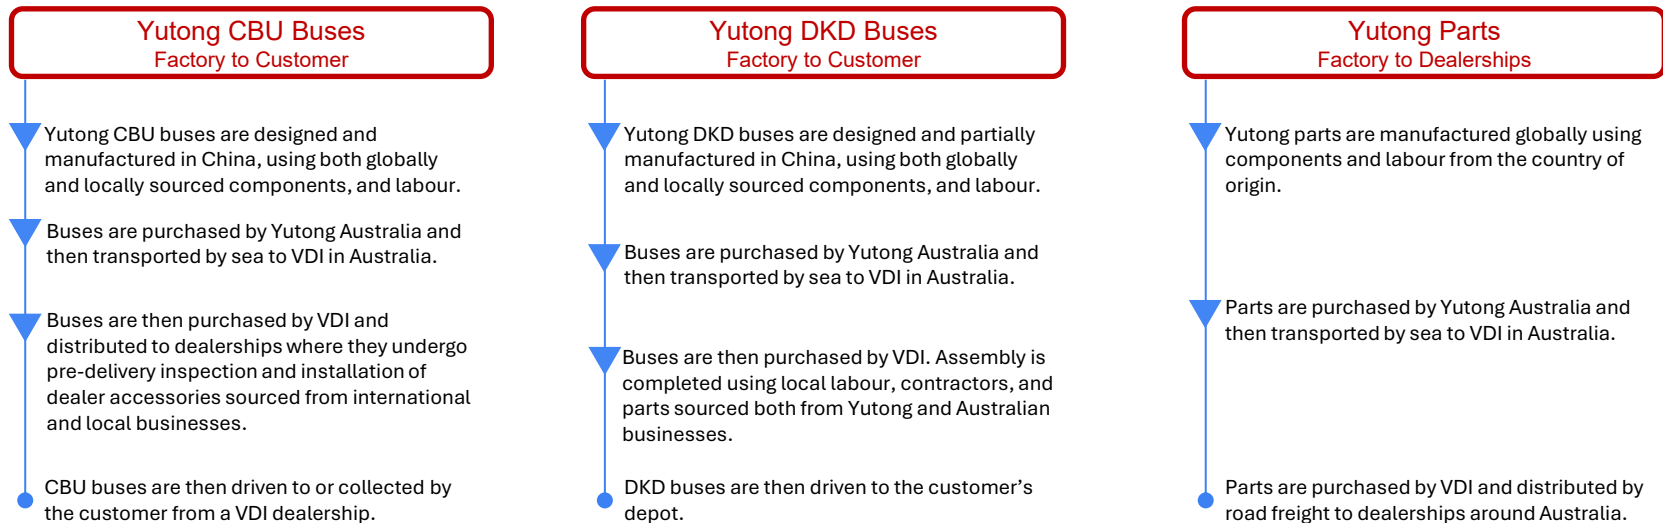 Yutong CBU Buses
Factory to Customer
Yutong CBU buses are designed and
manufactured in China, using both globally
and locally sourced components, and labour.
Buses are purchased by Yutong Australia and
then transported by sea to VDI in Australia.
Buses are then purchased by VDI and
distributed to dealerships where they undergo
pre-delivery inspection and installation of
dealer accessories sourced from international
and local businesses.
CBU buses are then driven to or collected by
the customer from a VDI dealership.
Yutong DKD Buses
Factory to Customer
Yutong DKD buses are designed and partially
manufactured in China, using both globally
and locally sourced components, and labour.
Buses are purchased by Yutong Australia and
then transported by sea to VDI in Australia.
Buses are then purchased by VDI. Assembly is
completed using local labour, contractors, and
parts sourced both from Yutong and Australian
businesses.
DKD buses are then driven to the customer’s
depot.
Yutong Parts
Factory to Dealerships
Yutong parts are manufactured globally using
components and labour from the country of
origin.
Parts are purchased by Yutong Australia and
then transported by sea to VDI in Australia.
Parts are purchased by VDI and distributed by
road freight to dealerships around Australia.